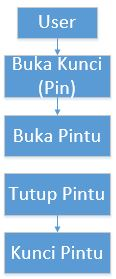 User
Buka Kunci
(Pin)
Buka Pintu
Tutup Pintu
Kunci Pintu